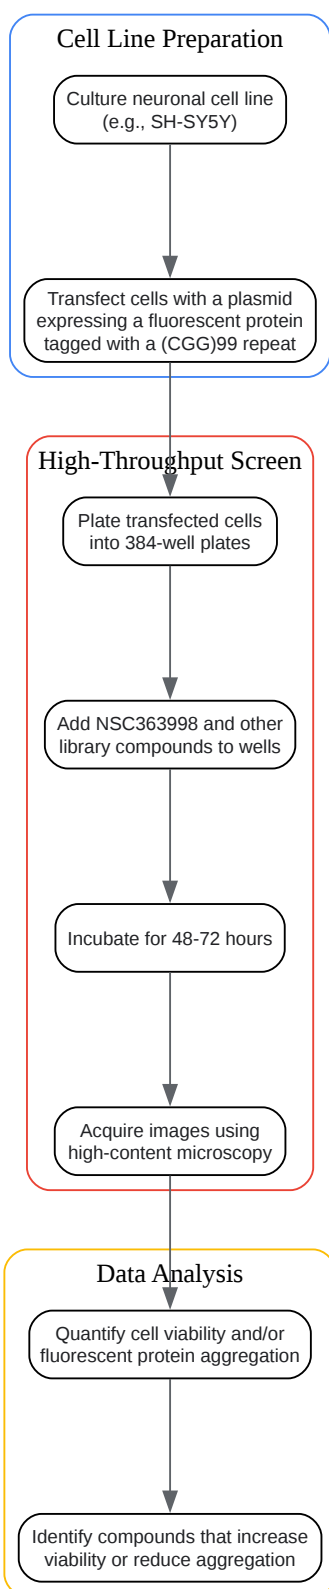 Cell Line Preparation
Culture neuronal cell line
(e.g., SH-SY5Y)
Transfect cells with a plasmid
expressing a fluorescent protein
tagged with a (CGG)99 repeat
High-Throughput Screen
Plate transfected cells
into 384-well plates
Add NSC363998 and other
library compounds to wells
Incubate for 48-72 hours
Acquire images using
high-content microscopy
Data Analysis
Quantify cell viability and/or
fluorescent protein aggregation
Identify compounds that increase
viability or reduce aggregation